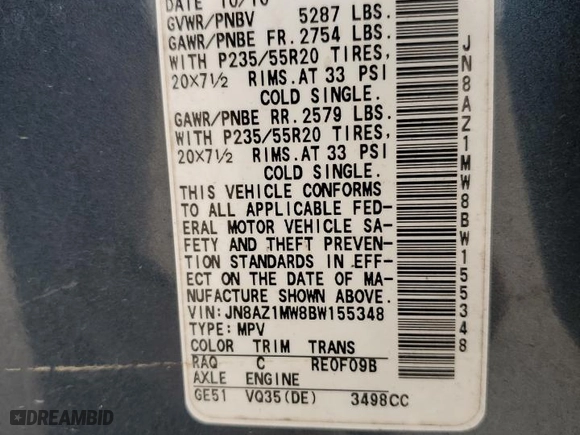 DATE 10/10
GVWR/PNBV 5287 LBS.
GAWR/PNBE FR. 2754 LBS.
WITH P235/55R20 TIRES,
20X7½ RIMS. AT 33 PSI
COLD SINGLE.
GAWR/PNBE RR. 2579 LBS.
WITH P235/55R20 TIRES,
20X7½ RIMS. AT 33 PSI
COLD SINGLE.
THIS VEHICLE CONFORMS
TO ALL APPLICABLE FED-
ERAL MOTOR VEHICLE SA-
FETY AND THEFT PREVEN-
TION STANDARDS IN EFF-
ECT ON THE DATE OF MA-
NUFACTURE SHOWN ABOVE.
VIN:JN8AZ1MW8BW155348
TYPE:MPV
COLOR TRIM TRANS
RAQ C RE0F09B
AXLE ENGINE
GE51 VQ35(DE) 3498CC
JN8AZ1MW8BW155348
DREAMBID